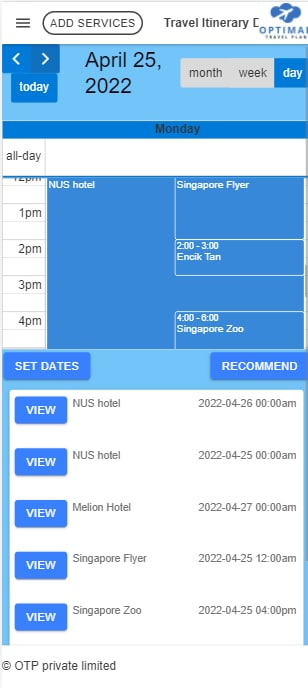 ADD SERVICES
Travel Itinerary D
OPTIMAL
TRAVEL PLAN
April 25,
2022
today
month
week
day
Monday
all-day
12pm
NUS hotel
Singapore Flyer
1pm
2pm
2:00 - 3:00
Encik Tan
3pm
4pm
4:00 - 6:00
Singapore Zoo
SET DATES
RECOMMEND
VIEW
NUS hotel
2022-04-26 00:00am
VIEW
NUS hotel
2022-04-25 00:00am
VIEW
Melion Hotel
2022-04-27 00:00am
VIEW
Singapore Flyer
2022-04-25 12:00am
VIEW
Singapore Zoo
2022-04-25 04:00pm
© OTP private limited